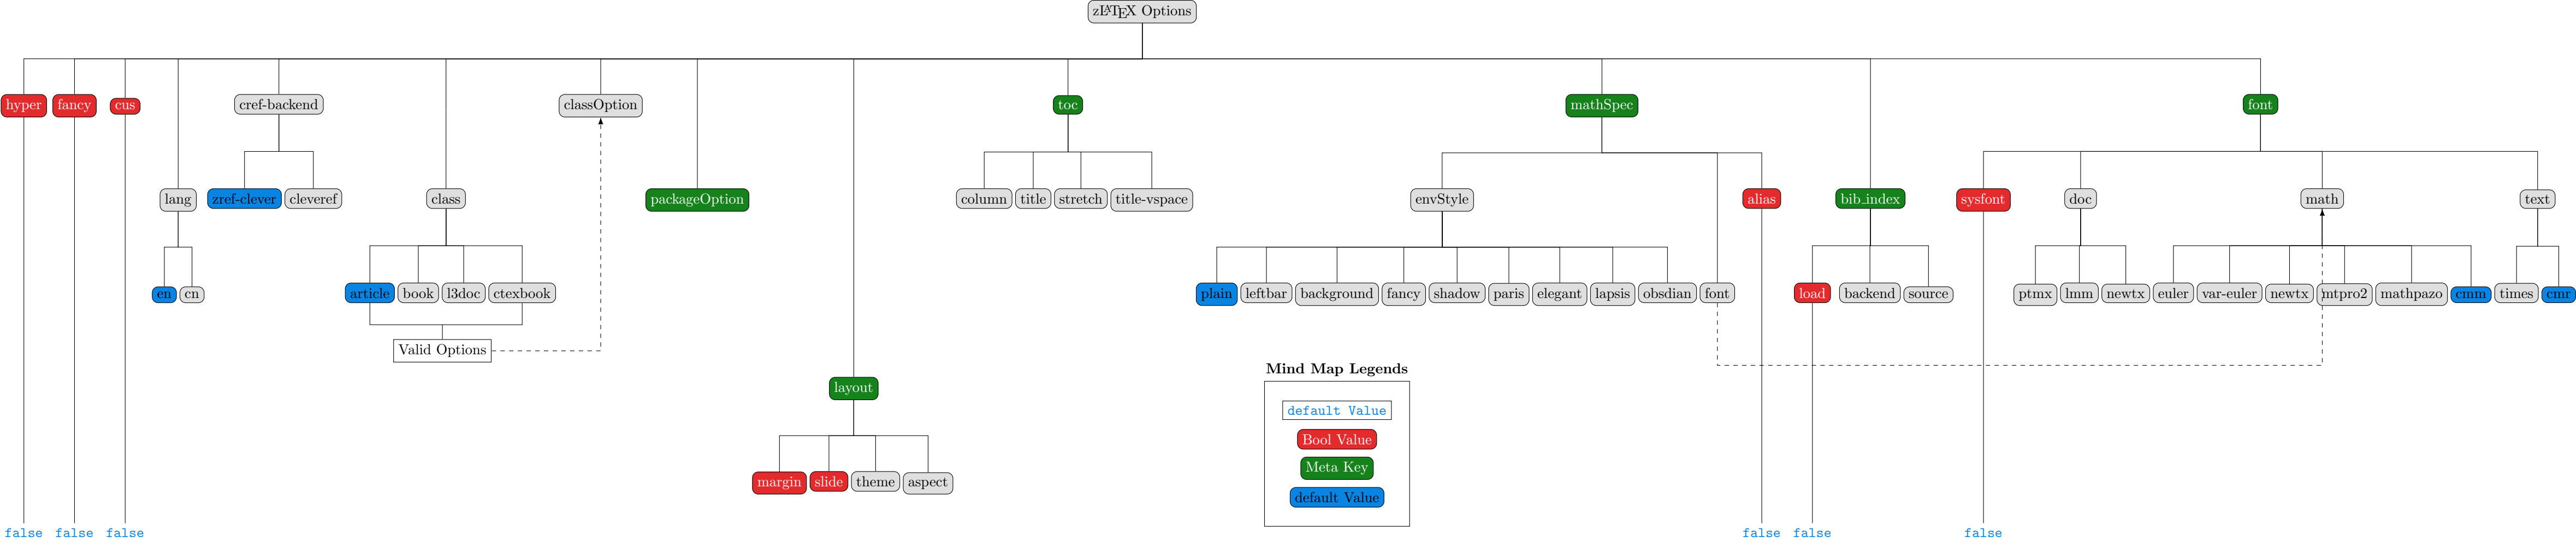 zLATEX Options
hyper
fancy
cus
cref-backend
classOption
toc
mathSpec
font
lang
zref-clever
cleveref
class
packageOption
column
title
stretch
title-vspace
envStyle
alias
bib_index
sysfont
doc
math
text
en
cn
article
book
l3doc
ctexbook
plain
leftbar
background
fancy
shadow
paris
elegant
lapsis
obsdian
font
load
backend
source
ptmx
lmm
newtx
euler
var-euler
newtx
mtpro2
mathpazo
cmm
times
cmr
Valid Options
layout
Mind Map Legends
default Value
Bool Value
Meta Key
default Value
margin
slide
theme
aspect
false
false
false
false
false
false